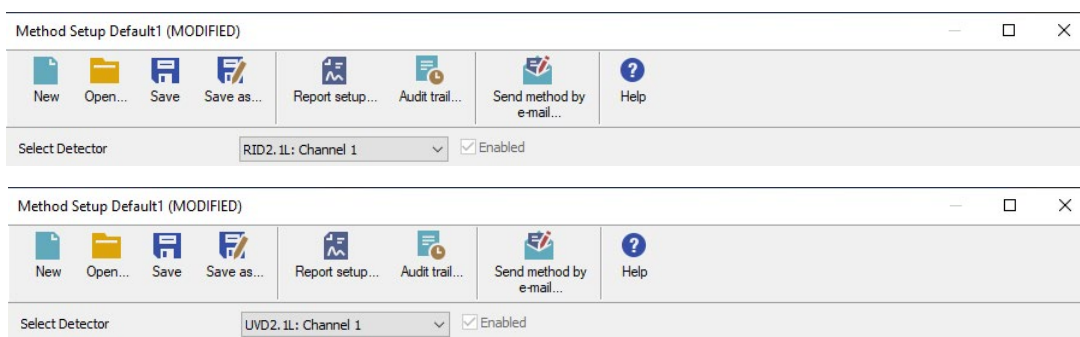 Method Setup Default1 (MODIFIED)
New Open... Save Save as... Report setup... Audit trail... Send method by e-mail... Help
Select Detector RID2.1L: Channel 1 Enabled
Method Setup Default1 (MODIFIED)
New Open... Save Save as... Report setup... Audit trail... Send method by e-mail... Help
Select Detector UVD2.1L: Channel 1 Enabled